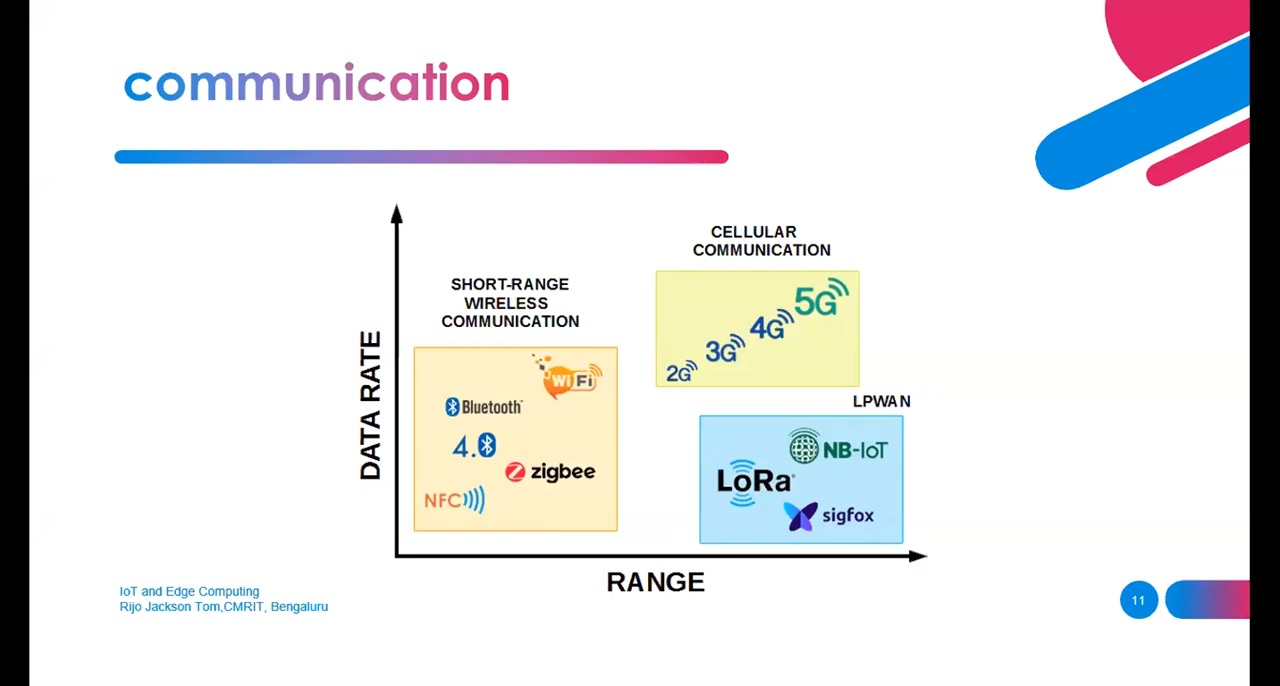 communication
CELLULAR
COMMUNICATION
SHORT-RANGE
WIRELESS
COMMUNICATION
5G
4G
3G
2G
WiFi
Bluetooth
4.0
zigbee
NFC
LPWAN
NB-IoT
LoRa
sigfox
DATA RATE
RANGE
IoT and Edge Computing
Rijo Jackson Tom,CMRIT, Bengaluru
11